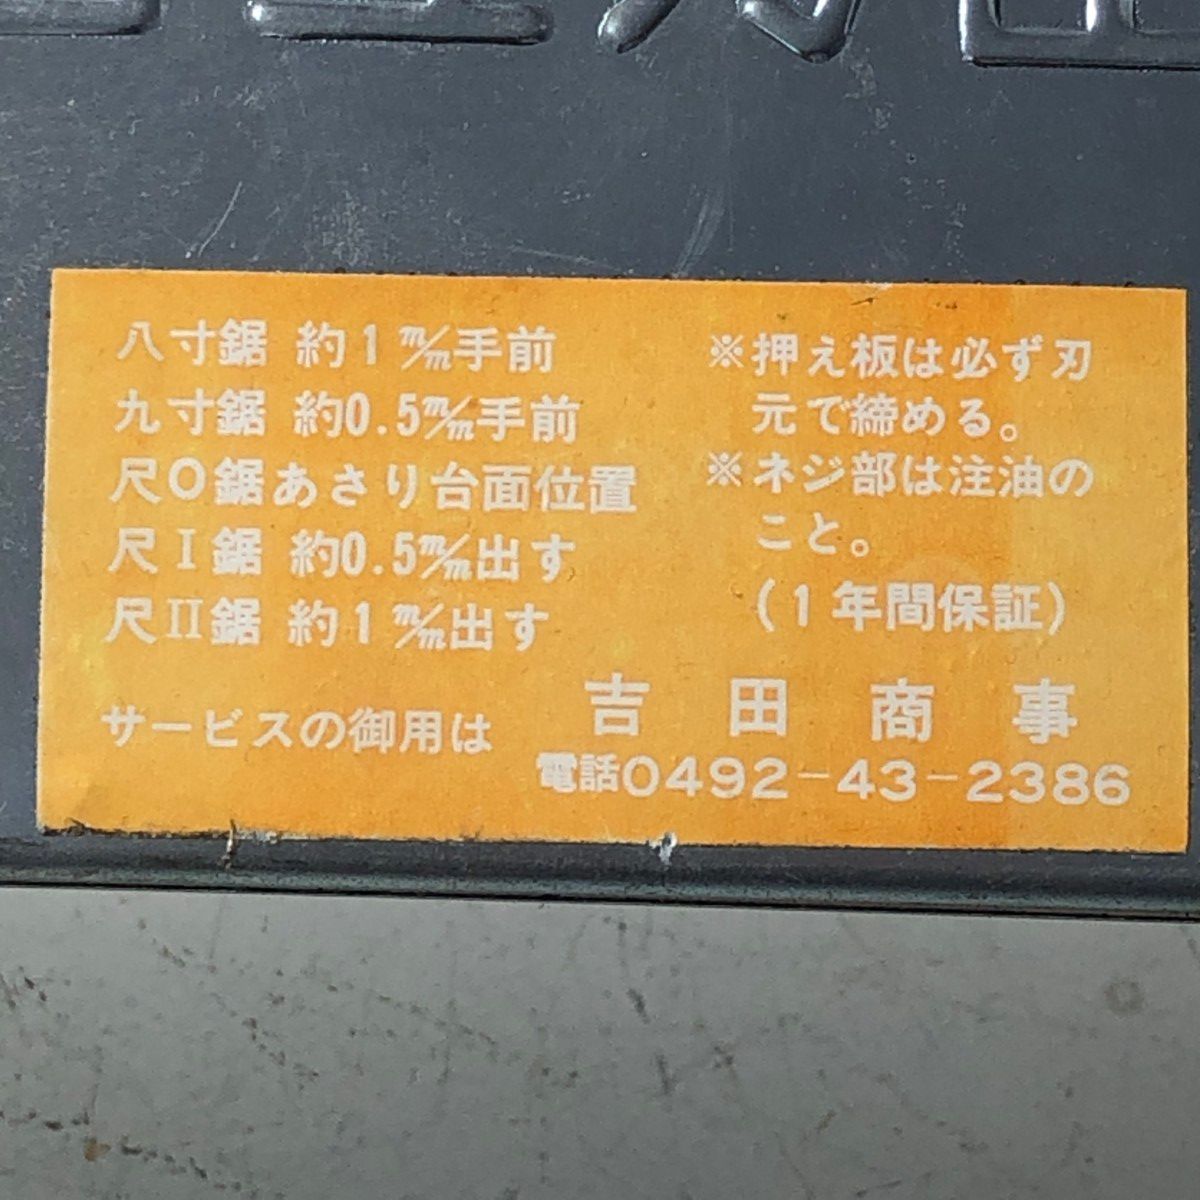 八寸鋸 約1㎜手前
九寸鋸 約0.5㎜手前
尺0鋸あさり台面位置
尺I鋸 約0.5㎜出す
尺II鋸 約1㎜出す
※押え板は必ず刃
元で締める。
※ネジ部は注油の
こと。
(1年間保証)
サービスの御用は
吉田商事
電話0492-43-2386